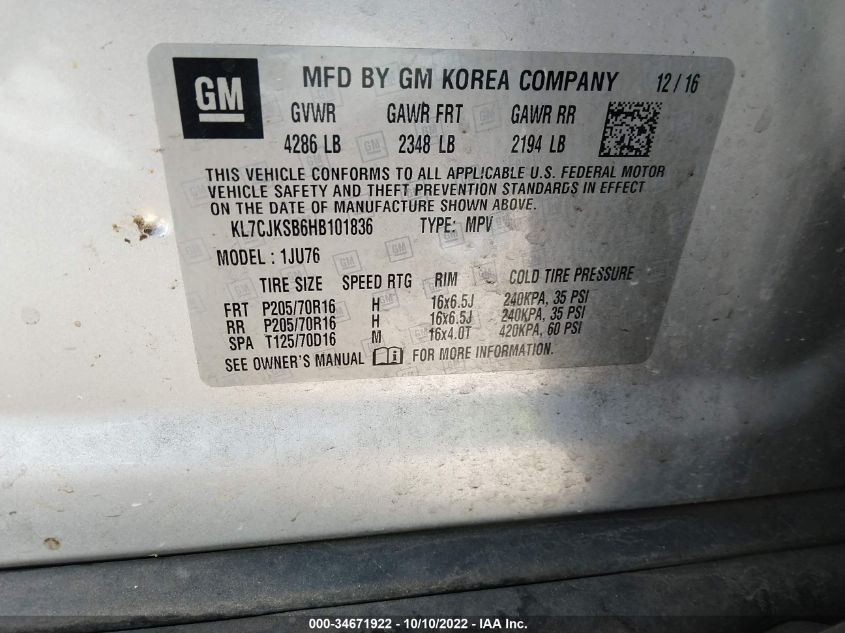 GM MFD BY GM KOREA COMPANY 12/16
GVWR GAWR FRT GAWR RR
4286 LB 2348 LB 2194 LB
THIS VEHICLE CONFORMS TO ALL APPLICABLE U.S. FEDERAL MOTOR
VEHICLE SAFETY AND THEFT PREVENTION STANDARDS IN EFFECT
ON THE DATE OF MANUFACTURE SHOWN ABOVE.
KL7CJKSB6HB101836 TYPE: MPV
MODEL : 1JU76
TIRE SIZE SPEED RTG RIM COLD TIRE PRESSURE
FRT P205/70R16 H 16x6.5J 240KPA, 35 PSI
RR P205/70R16 H 16x6.5J 240KPA, 35 PSI
SPA T125/70D16 M 16x4.0T 420KPA, 60 PSI
SEE OWNER'S MANUAL i FOR MORE INFORMATION.
000-34671922 - 10/10/2022 - IAA Inc.